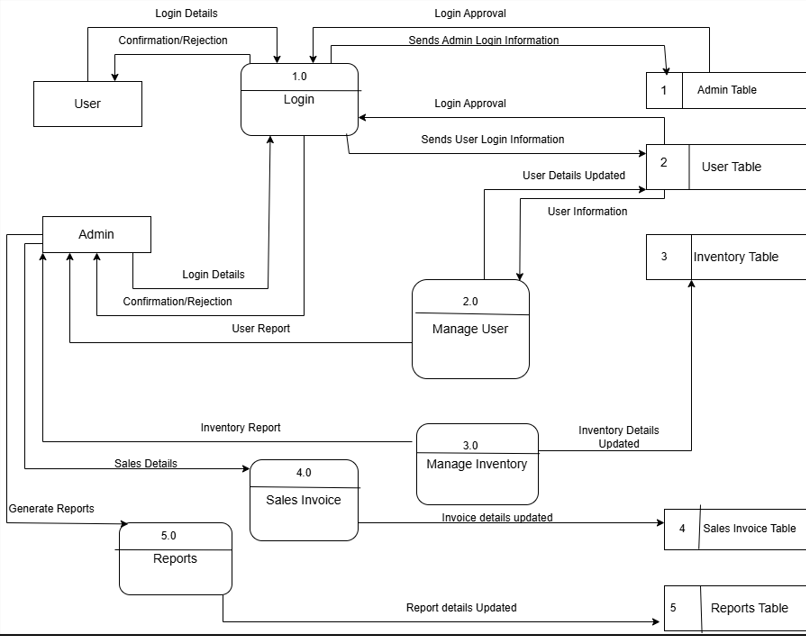 Login Details
Login Approval
Confirmation/Rejection
Sends Admin Login Information
1.0
Login
User
1
Admin Table
Login Approval
Sends User Login Information
2
User Table
User Details Updated
User Information
Admin
3
Inventory Table
Login Details
Confirmation/Rejection
2.0
Manage User
User Report
Inventory Report
Inventory Details
Updated
3.0
Manage Inventory
Sales Details
4.0
Sales Invoice
Generate Reports
Invoice details updated
4
Sales Invoice Table
5.0
Reports
Report details Updated
5
Reports Table